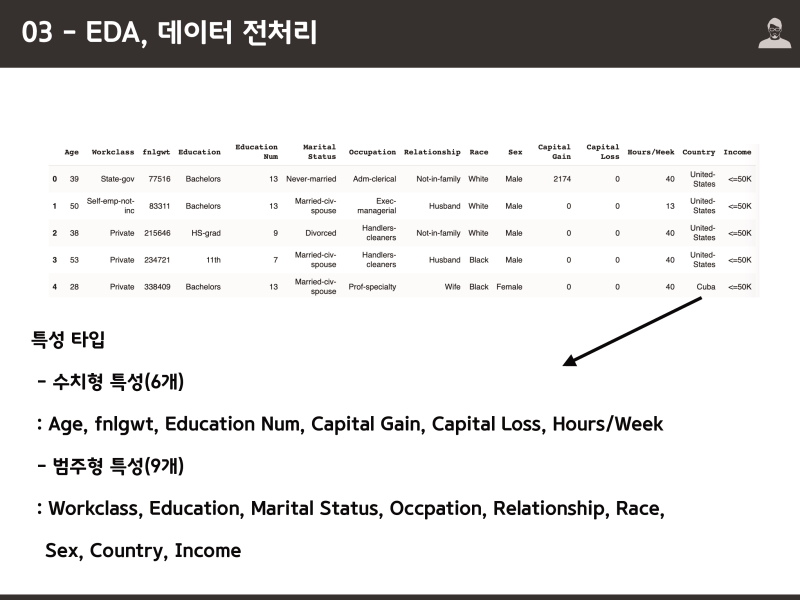 03 - EDA, 데이터 전처리
Age Workclass fnlgwt Education Education Num Marital Status Occupation Relationship Race Sex Capital Gain Capital Loss Hours/Week Country Income
0 39 State-gov 77516 Bachelors 13 Never-married Adm-clerical Not-in-family White Male 2174 0 40 United-States <=50K
1 50 Self-emp-not-inc 83311 Bachelors 13 Married-civ-spouse Exec-managerial Husband White Male 0 0 13 United-States <=50K
2 38 Private 215646 HS-grad 9 Divorced Handlers-cleaners Not-in-family White Male 0 0 40 United-States <=50K
3 53 Private 234721 11th 7 Married-civ-spouse Handlers-cleaners Husband Black Male 0 0 40 United-States <=50K
4 28 Private 338409 Bachelors 13 Married-civ-spouse Prof-specialty Wife Black Female 0 0 40 Cuba <=50K
특성 타입
- 수치형 특성(6개)
: Age, fnlgwt, Education Num, Capital Gain, Capital Loss, Hours/Week
- 범주형 특성(9개)
: Workclass, Education, Marital Status, Occpation, Relationship, Race,
Sex, Country, Income